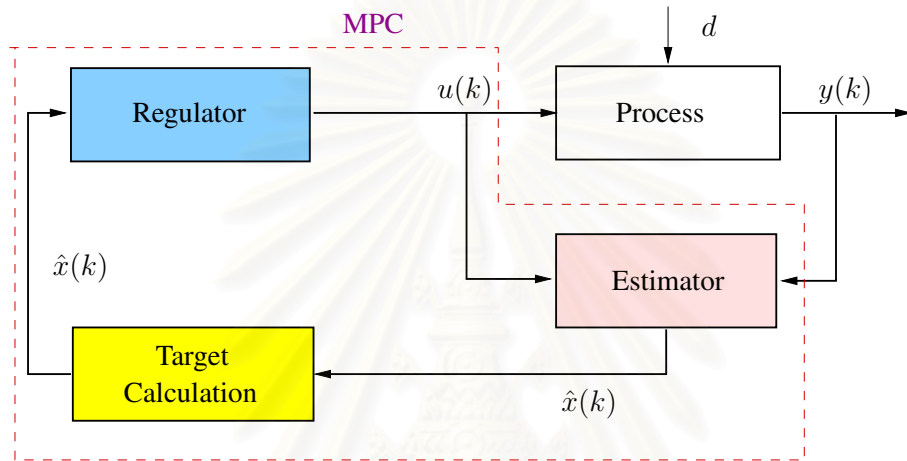 MPC
d
Regulator
u(k)
Process
y(k)
x̂(k)
Estimator
Target
Calculation
x̂(k)